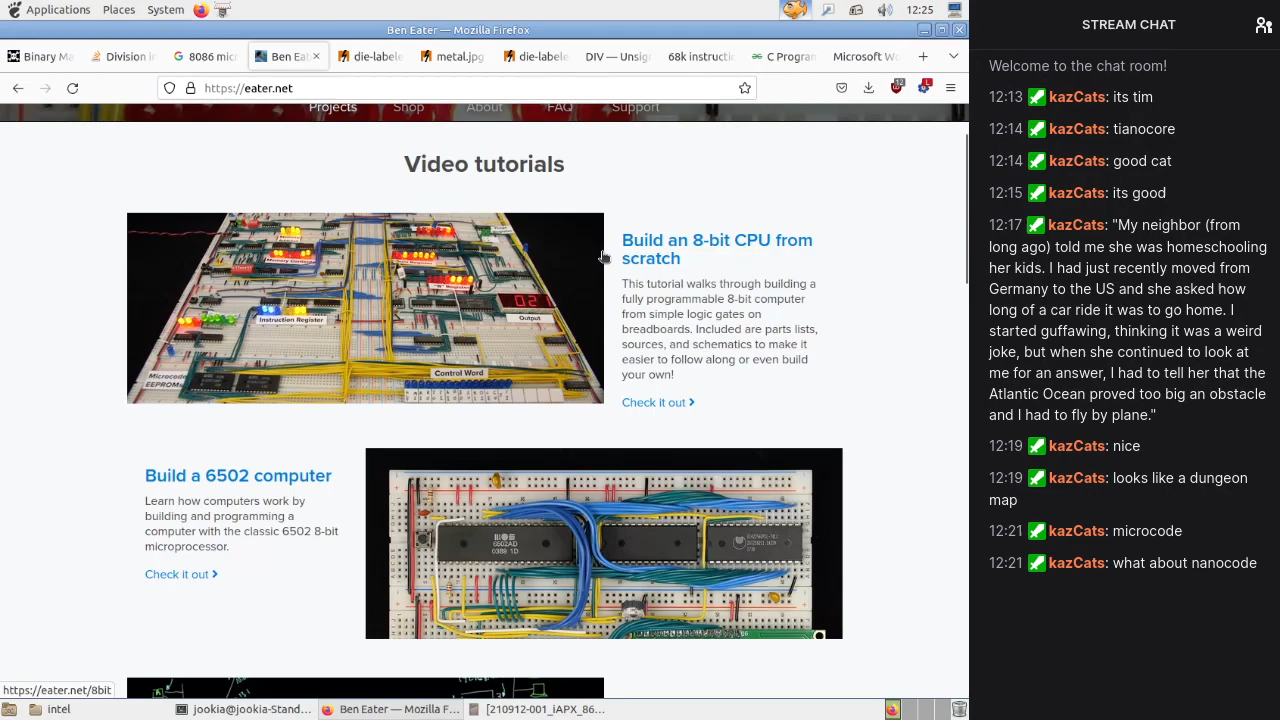 Applications Places System 12:25
Ben Eater — Mozilla Firefox
Binary Ma
Division i
8086 micr
Ben Eat
die-labele
metal.jpg
die-labele
DIV — Unsig
68k instructi
C Program
Microsoft Wo
https://eater.net
Projects Shop About FAQ Support
Video tutorials
Build an 8-bit CPU from
scratch
This tutorial walks through building a
fully programmable 8-bit computer
from simple logic gates on
breadboards. Included are parts lists,
sources, and schematics to make it
easier to follow along or even build
your own!
Check it out
Instruction Register
Output
Control Word
Microcode
EEPROMs
Build a 6502 computer
Learn how computers work by
building and programming a
computer with the classic 6502 8-bit
microprocessor.
Check it out
6502AD
0388 1D
https://eater.net/8bit
intel
jookia@jookia-Stand...
Ben Eater — Mozilla F...
[210912-001_iAPX_86...
STREAM CHAT
Welcome to the chat room!
12:13 kazCats: its tim
12:14 kazCats: tianocore
12:14 kazCats: good cat
12:15 kazCats: its good
12:17 kazCats: "My neighbor (from
long ago) told me she was homeschooling
her kids. I had just recently moved from
Germany to the US and she asked how
long of a car ride it was to go home. I
started guffawing, thinking it was a weird
joke, but when she continued to look at
me for an answer, I had to tell her that the
Atlantic Ocean proved too big an obstacle
and I had to fly by plane."
12:19 kazCats: nice
12:19 kazCats: looks like a dungeon
map
12:21 kazCats: microcode
12:21 kazCats: what about nanocode